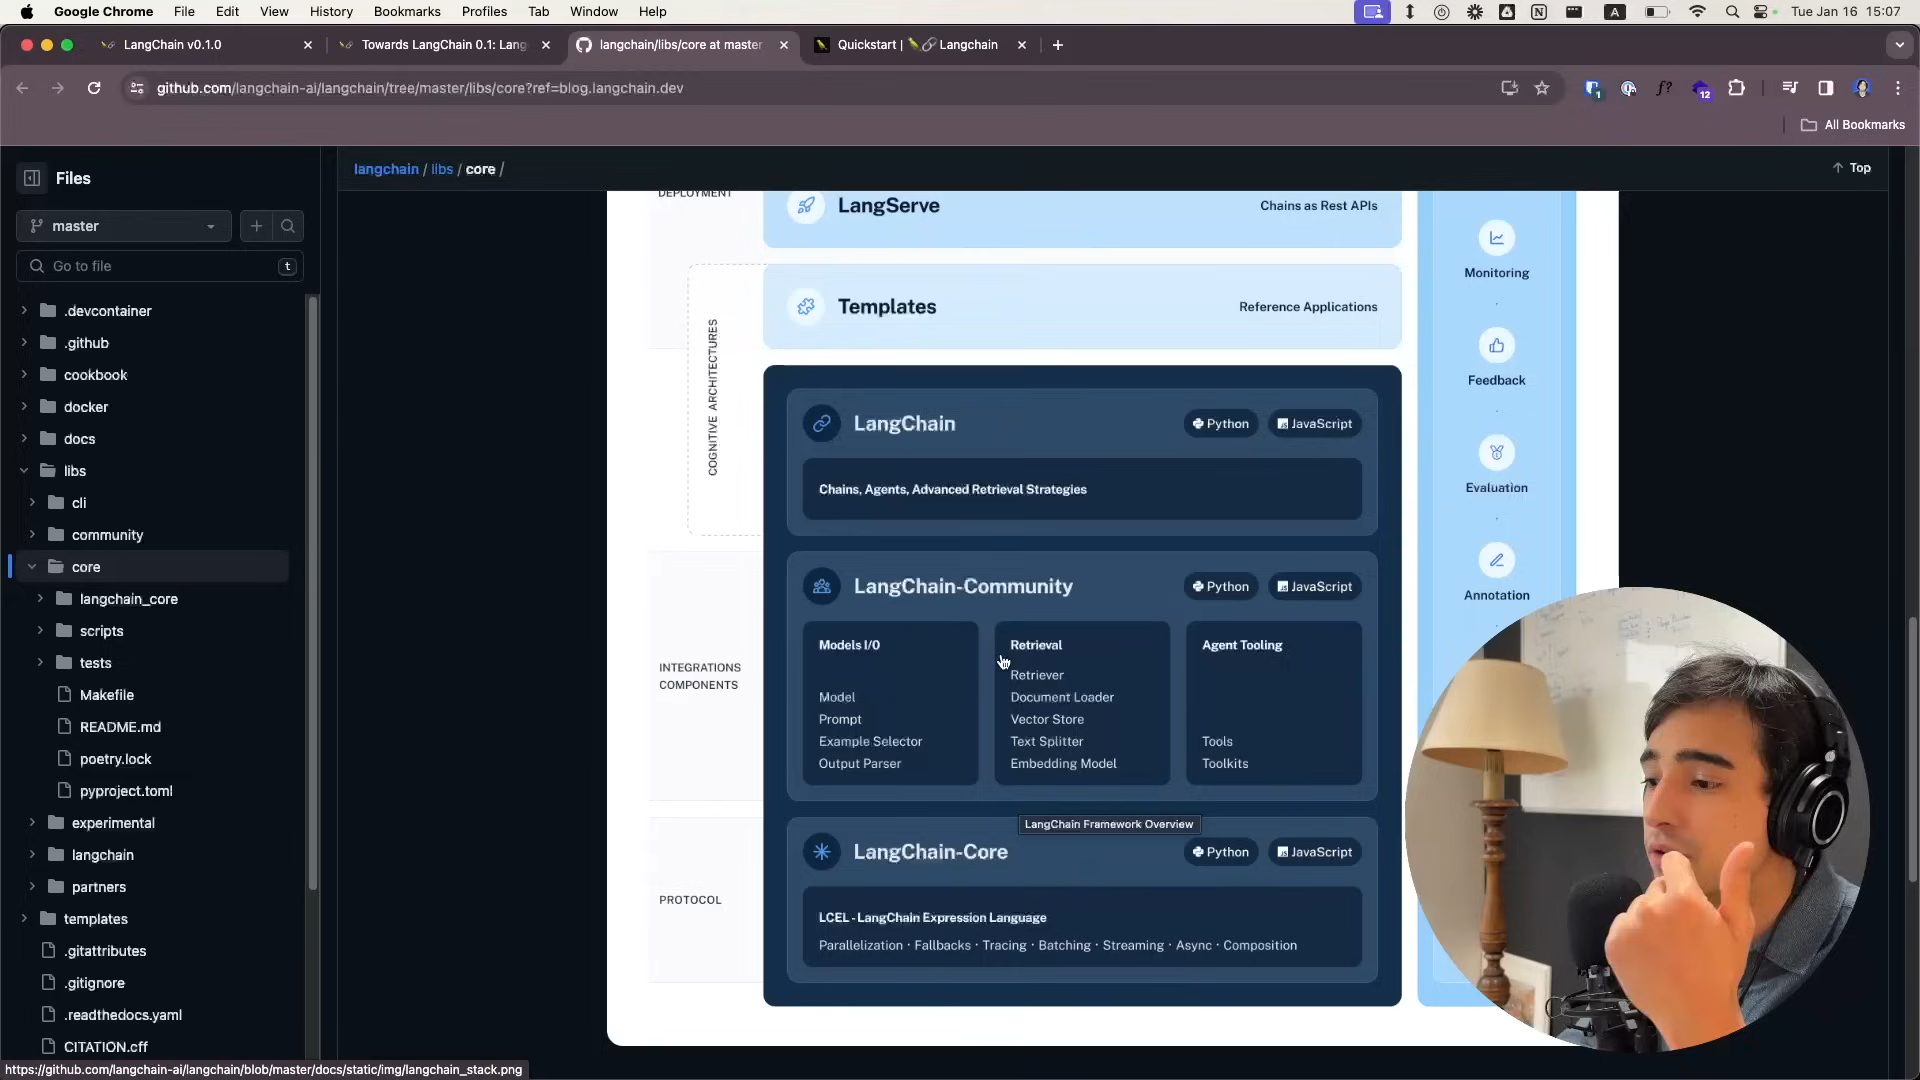 Google Chrome File Edit View History Bookmarks Profiles Tab Window Help
A Tue Jan 16 15:07
LangChain v0.1.0
Towards LangChain 0.1: Lang
langchain/libs/core at master
Quickstart | 🦜️🔗 Langchain
github.com/langchain-ai/langchain/tree/master/libs/core?ref=blog.langchain.dev
1
f?
12
All Bookmarks
Files
master
Go to file
t
.devcontainer
.github
cookbook
docker
docs
libs
cli
community
core
langchain_core
scripts
tests
Makefile
README.md
poetry.lock
pyproject.toml
experimental
langchain
partners
templates
.gitattributes
.gitignore
.readthedocs.yaml
CITATION.cff
https://github.com/langchain-ai/langchain/blob/master/docs/static/img/langchain_stack.png
langchain / libs / core /
Top
DEPLOYMENT
LangServe
Chains as Rest APIs
Templates
Reference Applications
COGNITIVE ARCHITECTURES
LangChain
Python
JavaScript
Chains, Agents, Advanced Retrieval Strategies
INTEGRATIONS
COMPONENTS
LangChain-Community
Python
JavaScript
Models I/O
Model
Prompt
Example Selector
Output Parser
Retrieval
Retriever
Document Loader
Vector Store
Text Splitter
Embedding Model
Agent Tooling
Tools
Toolkits
LangChain Framework Overview
PROTOCOL
LangChain-Core
Python
JavaScript
LCEL - LangChain Expression Language
Parallelization · Fallbacks · Tracing · Batching · Streaming · Async · Composition
Monitoring
Feedback
Evaluation
Annotation